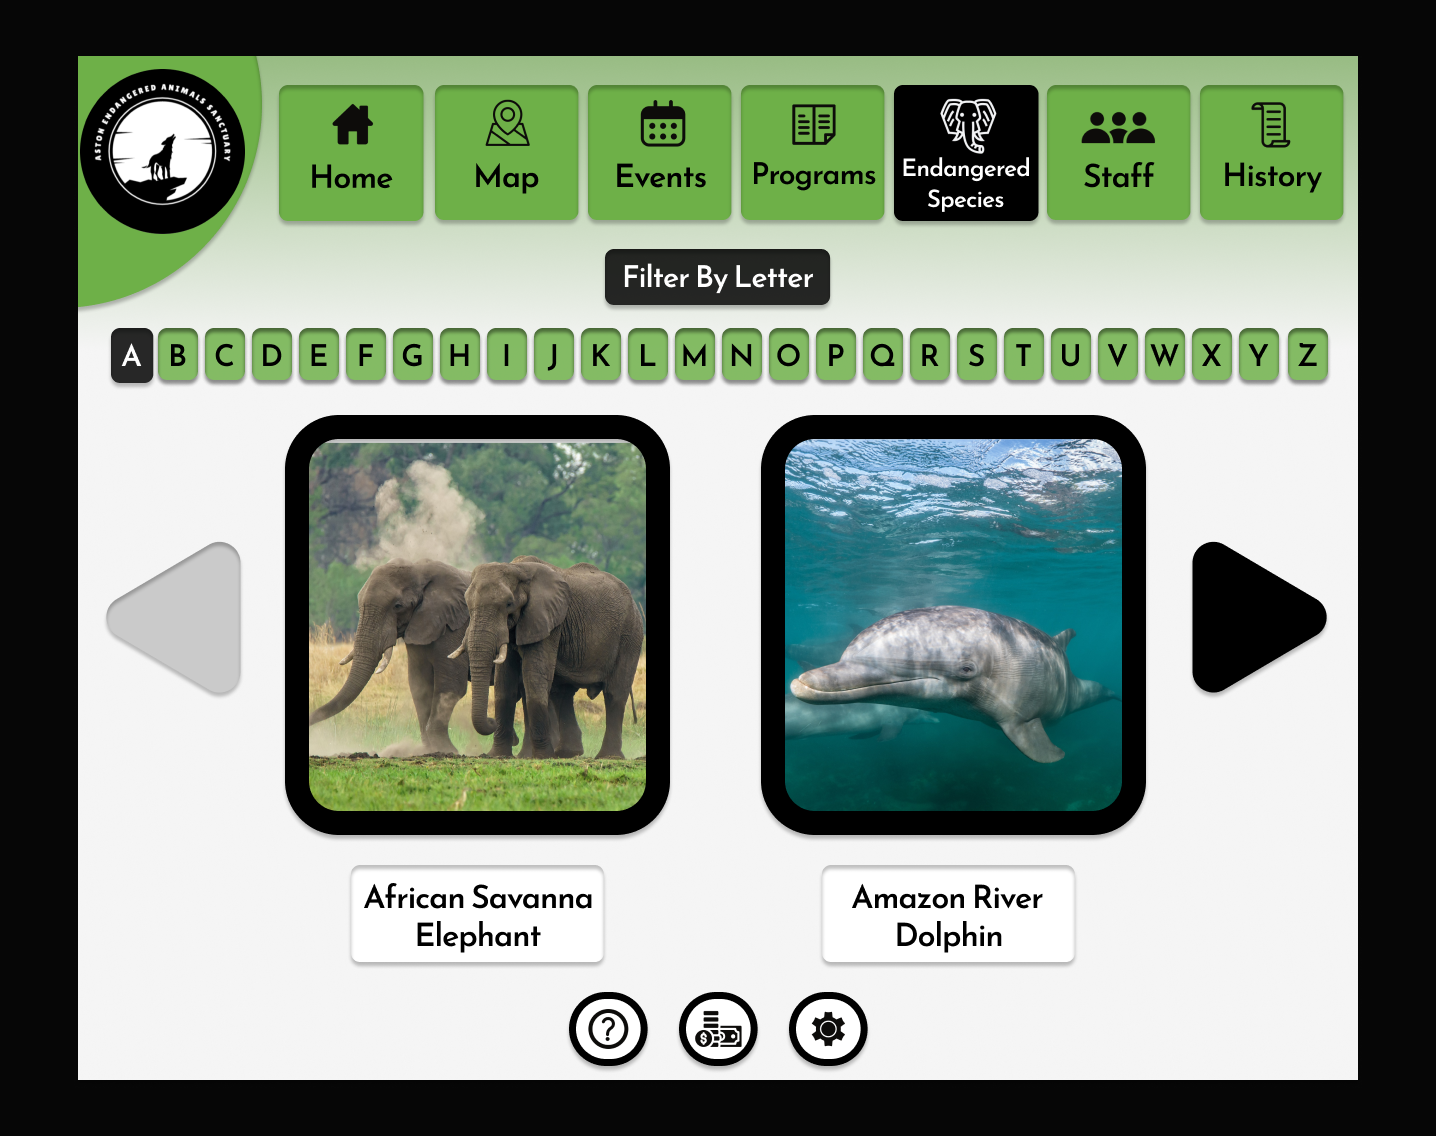 ASTON ENDANGERED ANIMALS SANCTUARY
Home
Map
Events
Programs
Endangered
Species
Staff
History
Filter By Letter
A B C D E F G H I J K L M N O P Q R S T U V W X Y Z
African Savanna
Elephant
Amazon River
Dolphin
?
$